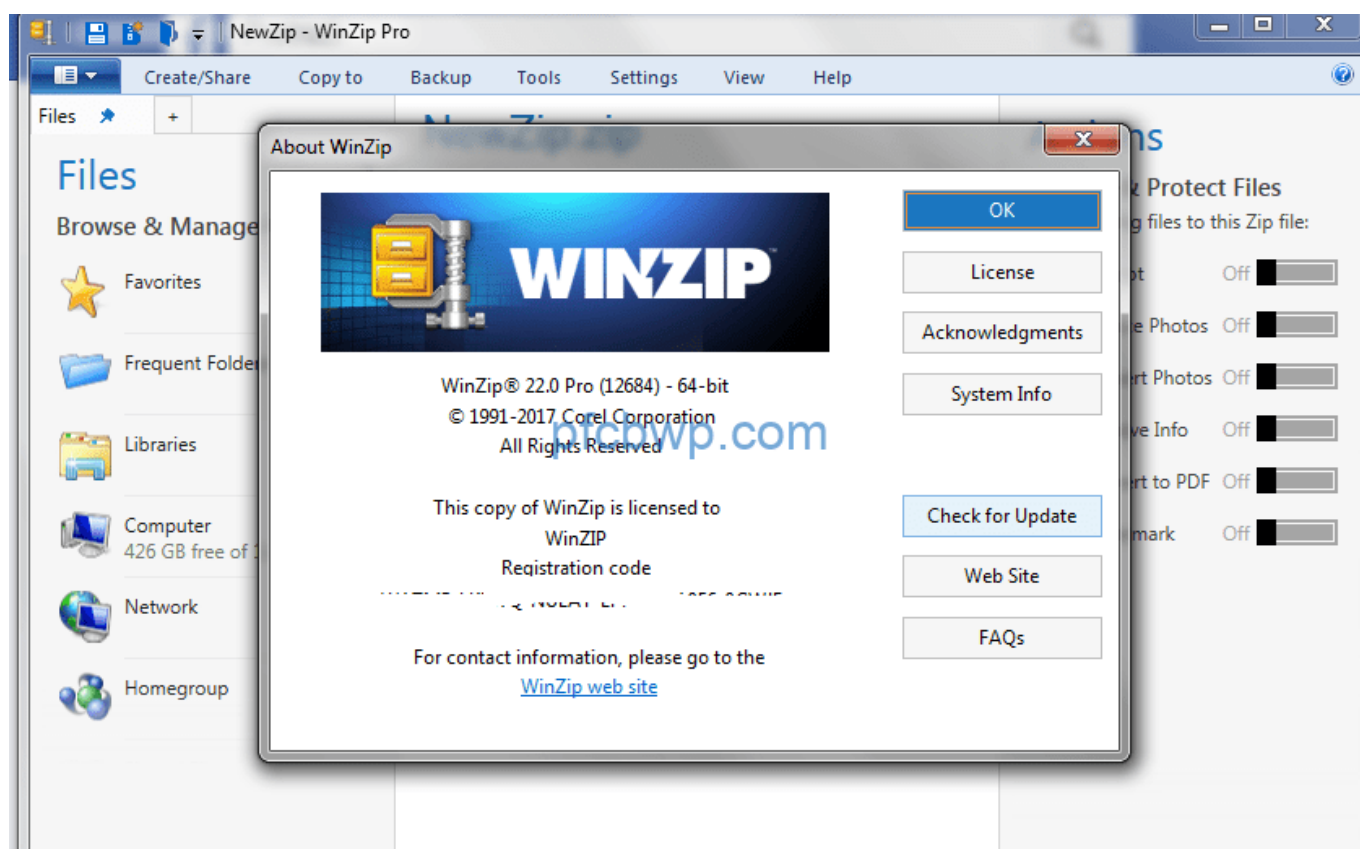 NewZip - WinZip Pro
Create/Share Copy to Backup Tools Settings View Help
Files +
NewZip.zip
Files
Browse & Manage
Favorites
Frequent Folder
Libraries
Computer
426 GB free of
Network
Homegroup
About WinZip
WINZIP
WinZip® 22.0 Pro (12684) - 64-bit
© 1991-2017 Corel Corporation
All Rights Reserved
pfcbwp.com
This copy of WinZip is licensed to
WinZIP
Registration code
For contact information, please go to the
WinZip web site
OK
License
Acknowledgments
System Info
Check for Update
Web Site
FAQs
Protect Files
files to this Zip file:
Off
Photos Off
Photos Off
Info Off
to PDF Off
Off